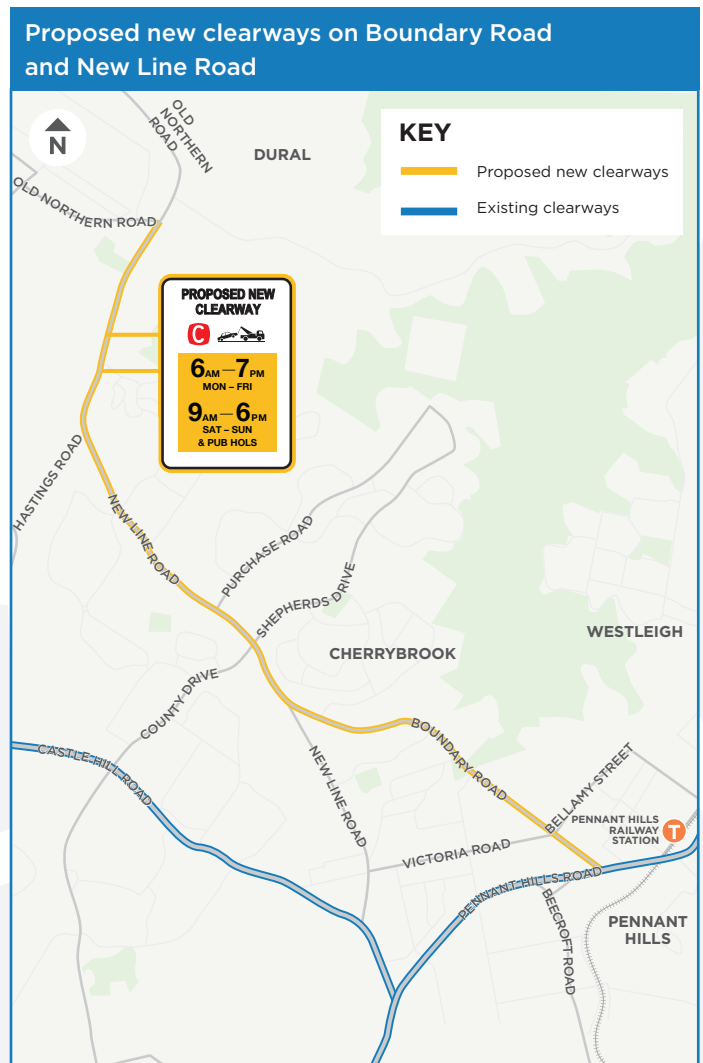 Proposed new clearways on Boundary Road
and New Line Road
N
KEY
Proposed new clearways
Existing clearways
OLD
NORTHERN
ROAD
DURAL
OLD NORTHERN ROAD
PROPOSED NEW
CLEARWAY
C
6AM–7PM
MON – FRI
9AM–6PM
SAT – SUN
& PUB HOLS
HASTINGS ROAD
NEW LINE ROAD
PURCHASE ROAD
SHEPHERDS DRIVE
WESTLEIGH
CHERRYBROOK
COUNTY DRIVE
CASTLE HILL ROAD
NEW LINE ROAD
BOUNDARY ROAD
BELLAMY STREET
PENNANT HILLS
RAILWAY
STATION
T
VICTORIA ROAD
PENNANT HILLS ROAD
BEECROFT ROAD
PENNANT
HILLS